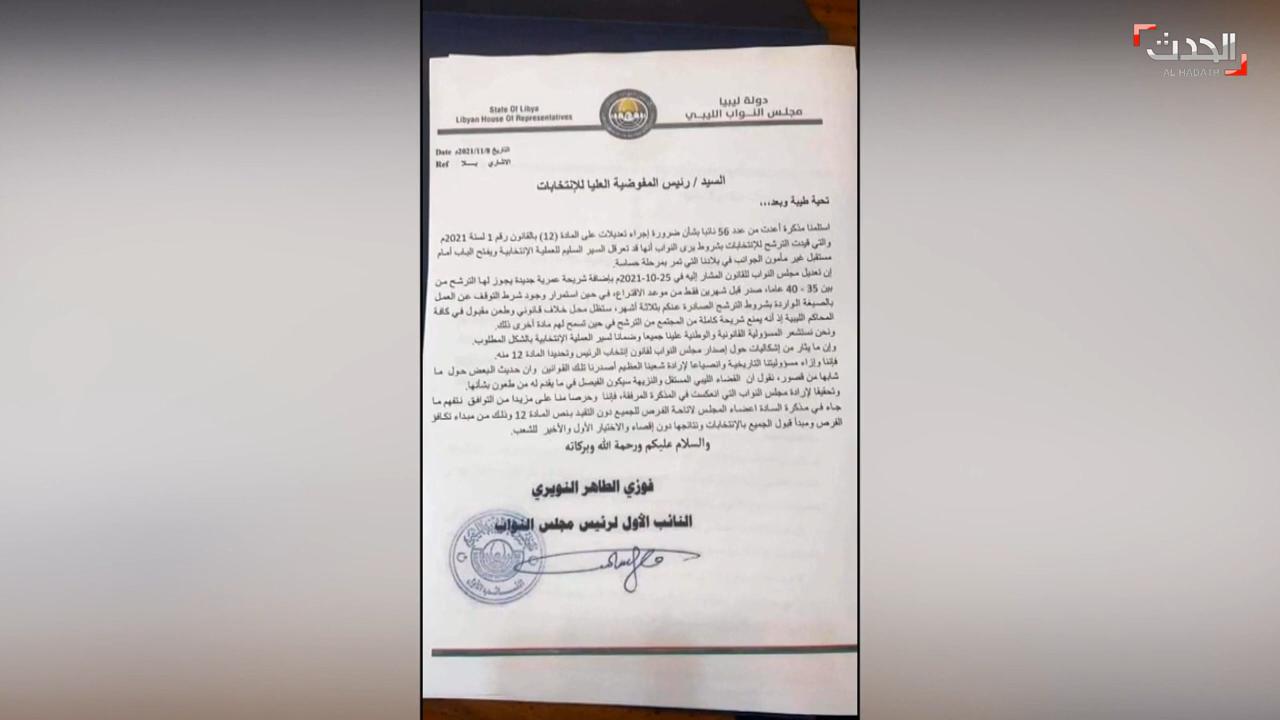 الحدث
AL HADATH
دولة ليبيا
مجلس النواب الليبي
State Of Libya
Libyan House Of Representatives
التاريخ 2021/11/8م Date
الاشاري بلا Ref
السيد / رئيس المفوضية العليا للإنتخابات
تحية طيبة وبعد،،،
استلمنا مذكرة أعدت من عدد 56 نائبا بشأن ضرورة إجراء تعديلات على المادة (12) بالقانون رقم 1 لسنة 2021م
والتي قيدت الترشح للإنتخابات بشروط يرى النواب أنها قد تعرقل السير السليم للعملية الإنتخابية ويفتح الباب أمام
مستقبل غير مأمون الجوانب في بلادنا التي تمر بمرحلة حساسة.
إن تعديل مجلس النواب للقانون المشار إليه في 25-10-2021م بإضافة شريحة عمرية جديدة يجوز لها الترشح من
بين 35 - 40 عاما، صدر قبل شهرين فقط من موعد الاقتراع، في حين استمرار وجود شرط التوقف عن العمل
بالصيغة الواردة بشروط الترشح الصادرة عنكم بثلاثة أشهر، ستظل محل خلاف قانوني وطعن مقبول في كافة
المحاكم الليبية إذ أنه يمنع شريحة كاملة من المجتمع من الترشح في حين تسمح لهم مادة أخرى ذلك.
ونحن نستشعر المسؤولية القانونية والوطنية علينا جميعا وضمانا لسير العملية الإنتخابية بالشكل المطلوب.
وإن ما يثار من إشكاليات حول إصدار مجلس النواب لقانون إنتخاب الرئيس وتحديدا المادة 12 منه.
فإننا وإزاء مسؤوليتنا التاريخية وانصياعا لإرادة شعبنا العظيم أصدرنا تلك القوانين وان حديث البعض حول ما
شابها من قصور، نقول ان القضاء الليبي المستقل والنزيهة سيكون الفيصل في ما يقدم له من طعون بشأنها.
وتحقيقا لإرادة مجلس النواب التي انعكست في المذكرة المرفقة، فإننا وحرصا منا على مزيدا من التوافق نتفهم ما
جاء في مذكرة السادة اعضاء المجلس لاتاحة الفرص للجميع دون التقيد بنص المادة 12 وذلك من مبداء تكافز
الفرص ومبدأ قبول الجميع بالإنتخابات ونتائجها دون إقصاء والاختيار الأول والأخير للشعب.
والسلام عليكم ورحمة الله وبركاته
فوزي الطاهر النويري
النائب الأول لرئيس مجلس النواب